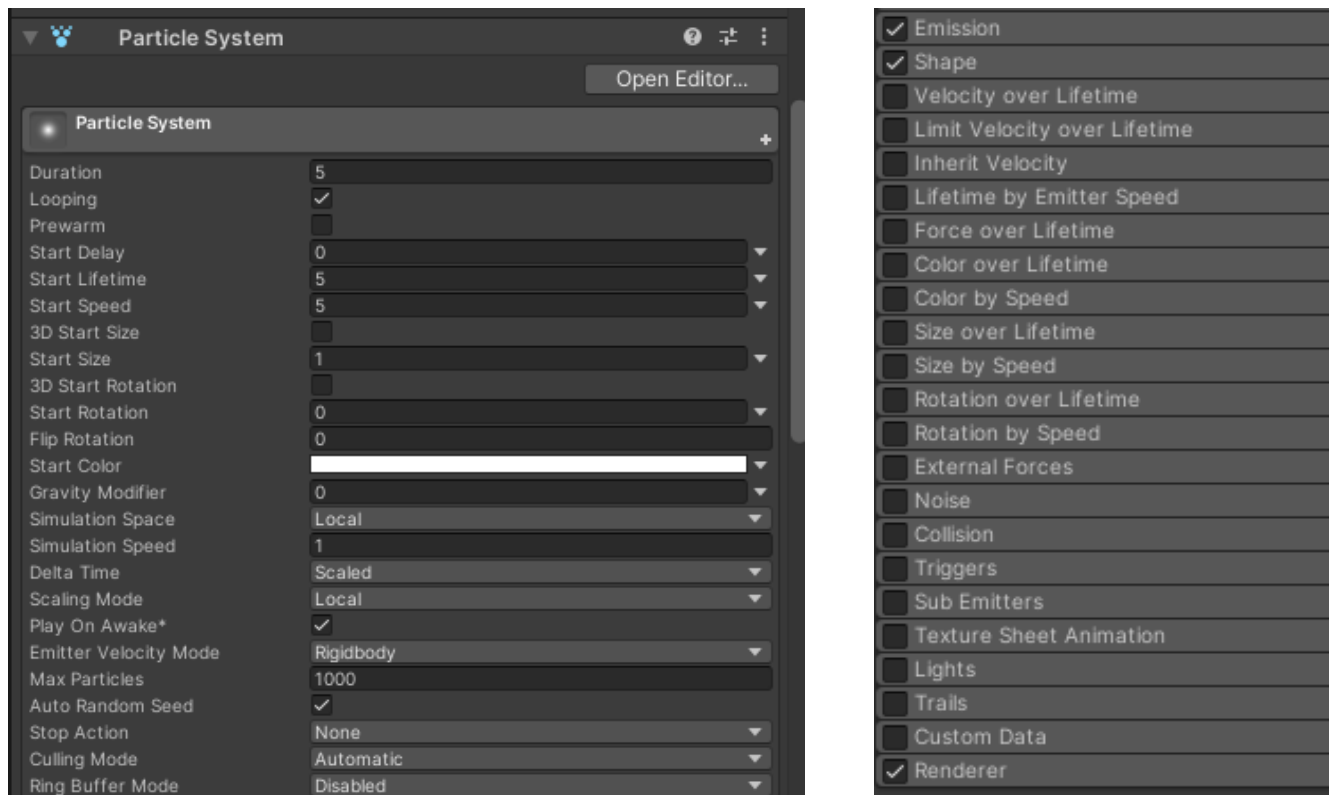 Particle System
Open Editor...
Particle System
Duration 5
Looping
Prewarm
Start Delay 0
Start Lifetime 5
Start Speed 5
3D Start Size
Start Size 1
3D Start Rotation
Start Rotation 0
Flip Rotation 0
Start Color
Gravity Modifier 0
Simulation Space Local
Simulation Speed 1
Delta Time Scaled
Scaling Mode Local
Play On Awake*
Emitter Velocity Mode Rigidbody
Max Particles 1000
Auto Random Seed
Stop Action None
Culling Mode Automatic
Ring Buffer Mode Disabled
Emission
Shape
Velocity over Lifetime
Limit Velocity over Lifetime
Inherit Velocity
Lifetime by Emitter Speed
Force over Lifetime
Color over Lifetime
Color by Speed
Size over Lifetime
Size by Speed
Rotation over Lifetime
Rotation by Speed
External Forces
Noise
Collision
Triggers
Sub Emitters
Texture Sheet Animation
Lights
Trails
Custom Data
Renderer